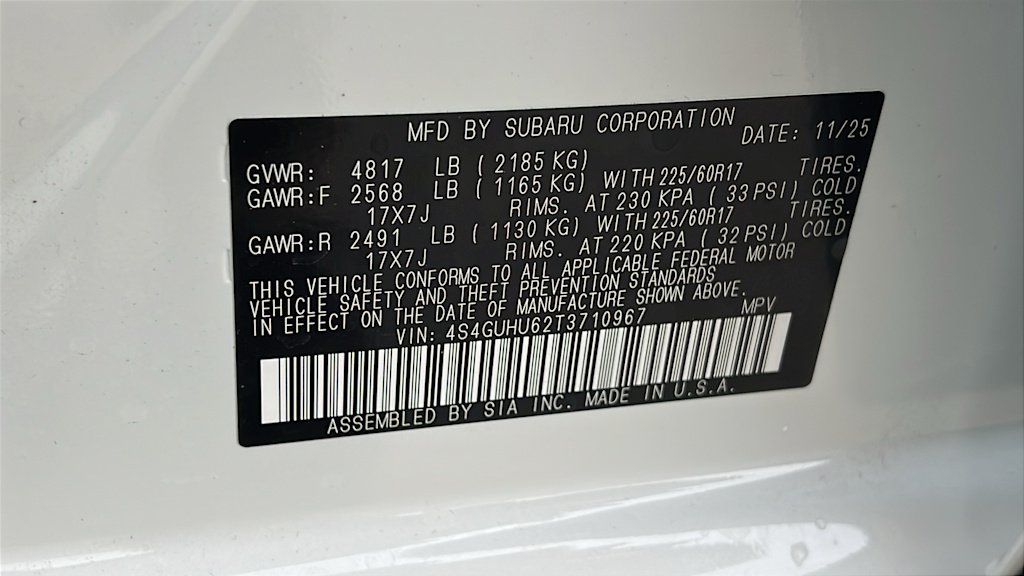 MFD BY SUBARU CORPORATION DATE: 11/25
GVWR: 4817 LB ( 2185 KG)
GAWR:F 2568 LB ( 1165 KG) WITH 225/60R17 TIRES.
17X7J RIMS. AT 230 KPA ( 33 PSI) COLD
GAWR:R 2491 LB ( 1130 KG) WITH 225/60R17 TIRES.
17X7J RIMS. AT 220 KPA ( 32 PSI) COLD
THIS VEHICLE CONFORMS TO ALL APPLICABLE FEDERAL MOTOR
VEHICLE SAFETY AND THEFT PREVENTION STANDARDS
IN EFFECT ON THE DATE OF MANUFACTURE SHOWN ABOVE.
VIN: 4S4GUHU62T3710967 MPV
ASSEMBLED BY SIA INC. MADE IN U.S.A.